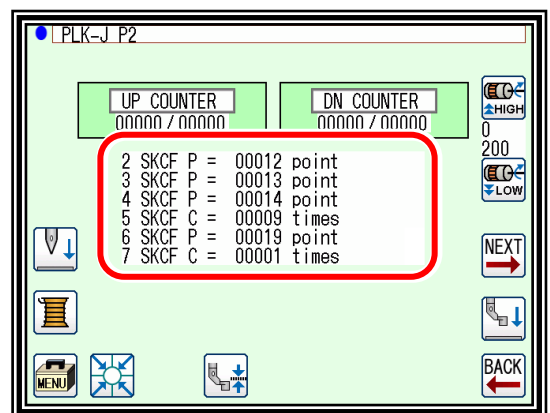 PLK-J P2
UP COUNTER
00000 / 00000
DN COUNTER
00000 / 00000
HIGH
0
200
LOW
2 SKCF P = 00012 point
3 SKCF P = 00013 point
4 SKCF P = 00014 point
5 SKCF C = 00009 times
6 SKCF P = 00019 point
7 SKCF C = 00001 times
NEXT
MENU
BACK